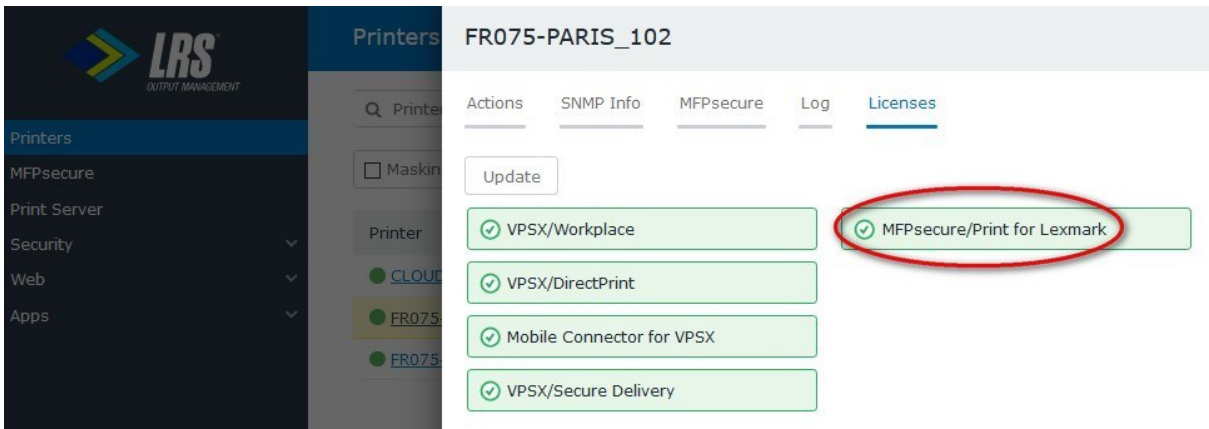 LRS
OUTPUT MANAGEMENT
Printers
MFPsecure
Print Server
Security
Web
Apps
Printers
Printer
Maskin
Printer
CLOUD
FR075-
FR075-
FR075-PARIS_102
Actions SNMP Info MFPsecure Log Licenses
Update
VPSX/Workplace MFPsecure/Print for Lexmark
VPSX/DirectPrint
Mobile Connector for VPSX
VPSX/Secure Delivery